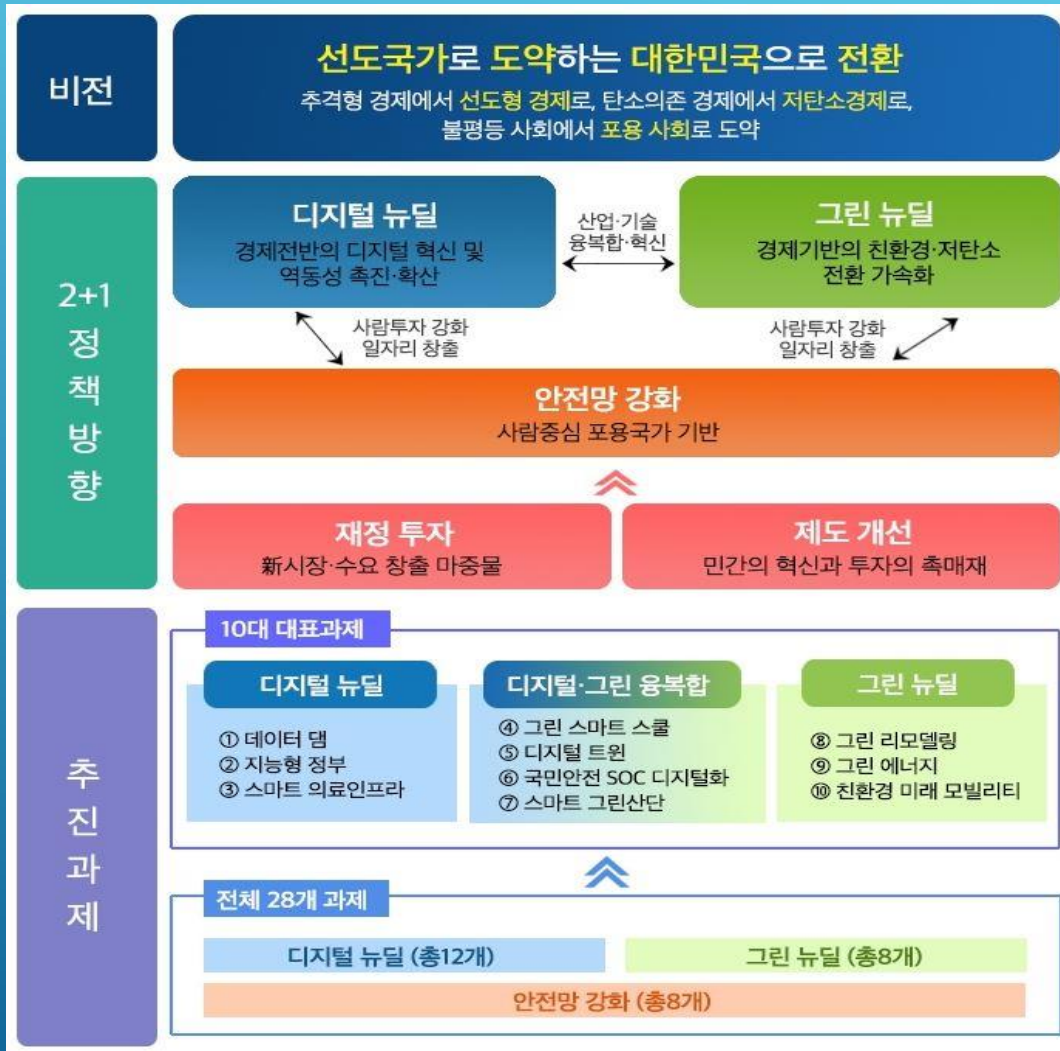 비전
선도국가로 도약하는 대한민국으로 전환
추격형 경제에서 선도형 경제로, 탄소의존 경제에서 저탄소경제로,
불평등 사회에서 포용 사회로 도약
2+1
정
책
방
향
디지털 뉴딜
경제전반의 디지털 혁신 및
역동성 촉진·확산
산업·기술
융복합·혁신
그린 뉴딜
경제기반의 친환경·저탄소
전환 가속화
사람투자 강화
일자리 창출
사람투자 강화
일자리 창출
안전망 강화
사람중심 포용국가 기반
재정 투자
新시장·수요 창출 마중물
제도 개선
민간의 혁신과 투자의 촉매재
추
진
과
제
10대 대표과제
디지털 뉴딜
① 데이터 댐
② 지능형 정부
③ 스마트 의료인프라
디지털·그린 융복합
④ 그린 스마트 스쿨
⑤ 디지털 트윈
⑥ 국민안전 SOC 디지털화
⑦ 스마트 그린산단
그린 뉴딜
⑧ 그린 리모델링
⑨ 그린 에너지
⑩ 친환경 미래 모빌리티
전체 28개 과제
디지털 뉴딜 (총12개)
그린 뉴딜 (총8개)
안전망 강화 (총8개)